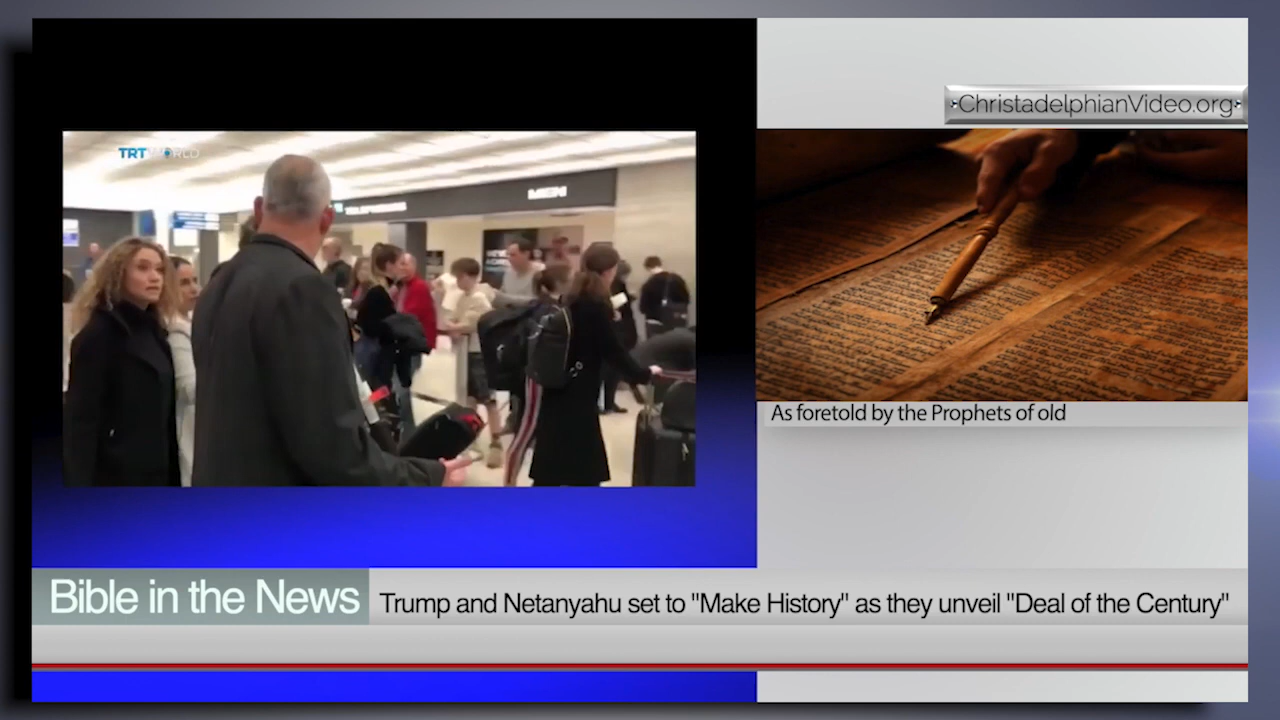 ChristadelphianVideo.org
TRT WORLD
MEN
As foretold by the Prophets of old
Bible in the News
Trump and Netanyahu set to "Make History" as they unveil "Deal of the Century"